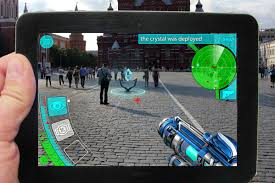 the crystal was deployed